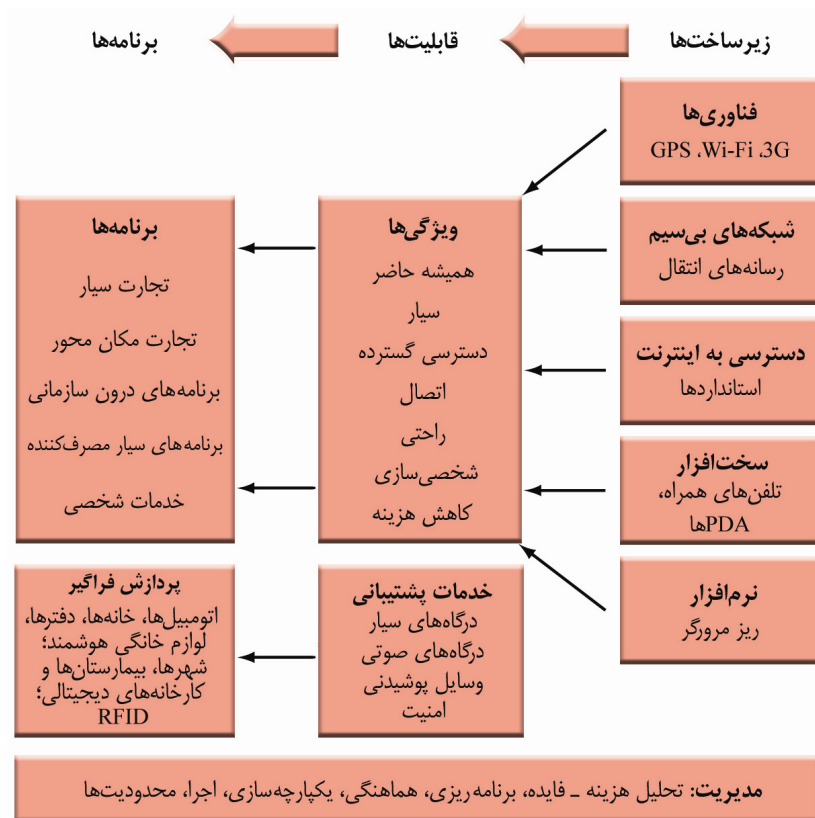 زیرساخت‌ها
قابلیت‌ها
برنامه‌ها
فناوری‌ها
GPS ،Wi-Fi ،3G
شبکه‌های بی‌سیم
رسانه‌های انتقال
دسترسی به اینترنت
استانداردها
سخت‌افزار
تلفن‌های همراه،
PDAها
نرم‌افزار
ریز مرورگر
ویژگی‌ها
همیشه حاضر
سیار
دسترسی گسترده
اتصال
راحتی
شخصی‌سازی
کاهش هزینه
خدمات پشتیبانی
درگاه‌های سیار
درگاه‌های صوتی
وسایل پوشیدنی
امنیت
برنامه‌ها
تجارت سیار
تجارت مکان محور
برنامه‌های درون سازمانی
برنامه‌های سیار مصرف‌کننده
خدمات شخصی
پردازش فراگیر
اتومبیل‌ها، خانه‌ها، دفترها،
لوازم خانگی هوشمند؛
شهرها، بیمارستان‌ها و
کارخانه‌های دیجیتالی؛
RFID
مدیریت: تحلیل هزینه ـ فایده، برنامه‌ریزی، هماهنگی، یکپارچه‌سازی، اجرا، محدودیت‌ها